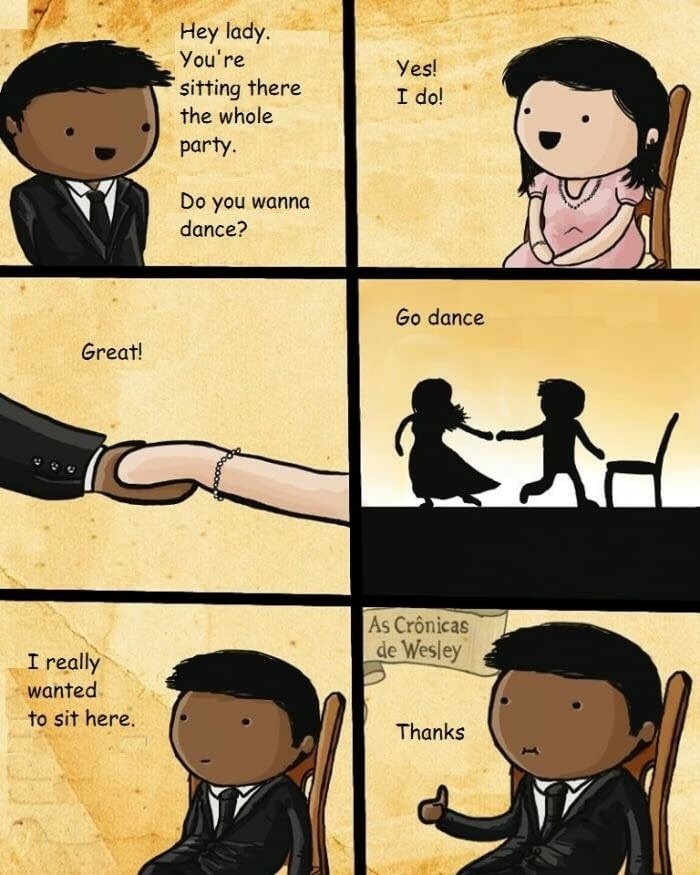 Hey lady.
You're
sitting there
the whole
party.
Do you wanna
dance?
Yes!
I do!
Great!
Go dance
I really
wanted
to sit here.
As Crônicas
de Wesley
Thanks